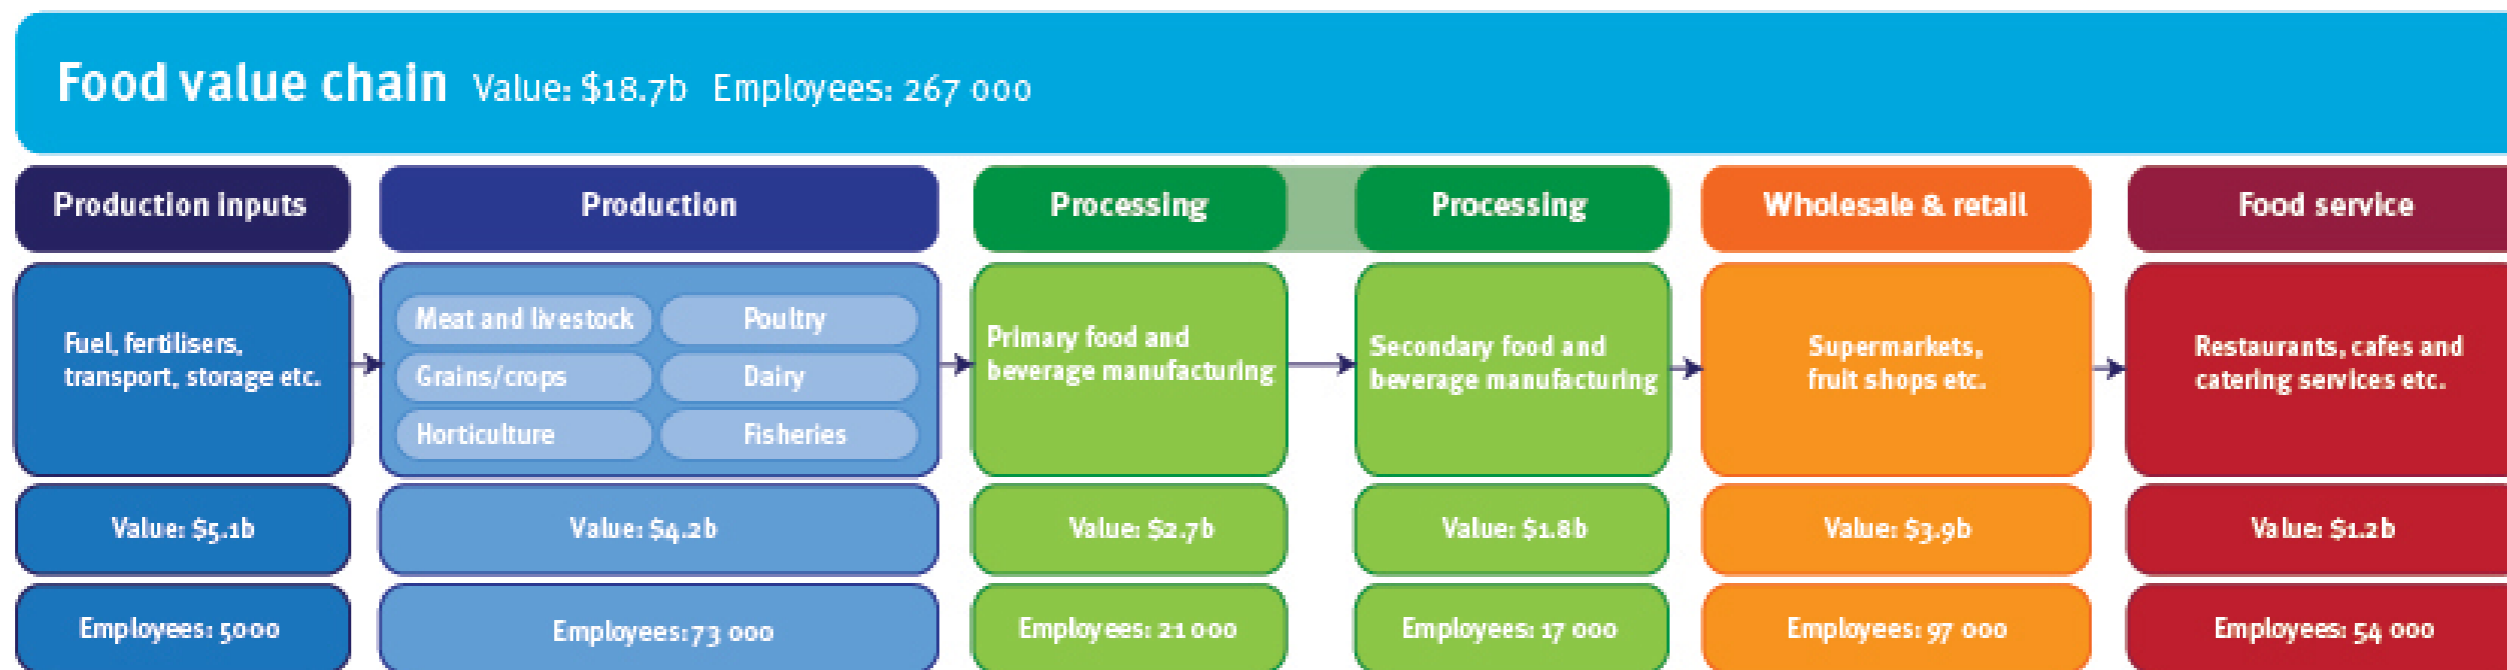 Food value chain Value: $18.7b Employees: 267 000
Production inputs
Production
Processing
Processing
Wholesale & retail
Food service
Fuel, fertilisers,
transport, storage etc.
Meat and livestock
Poultry
Grains/crops
Dairy
Horticulture
Fisheries
Primary food and
beverage manufacturing
Secondary food and
beverage manufacturing
Supermarkets,
fruit shops etc.
Restaurants, cafes and
catering services etc.
Value: $5.1b
Value: $4.2b
Value: $2.7b
Value: $1.8b
Value: $3.9b
Value: $1.2b
Employees: 5000
Employees: 73 000
Employees: 21 000
Employees: 17 000
Employees: 97 000
Employees: 54 000